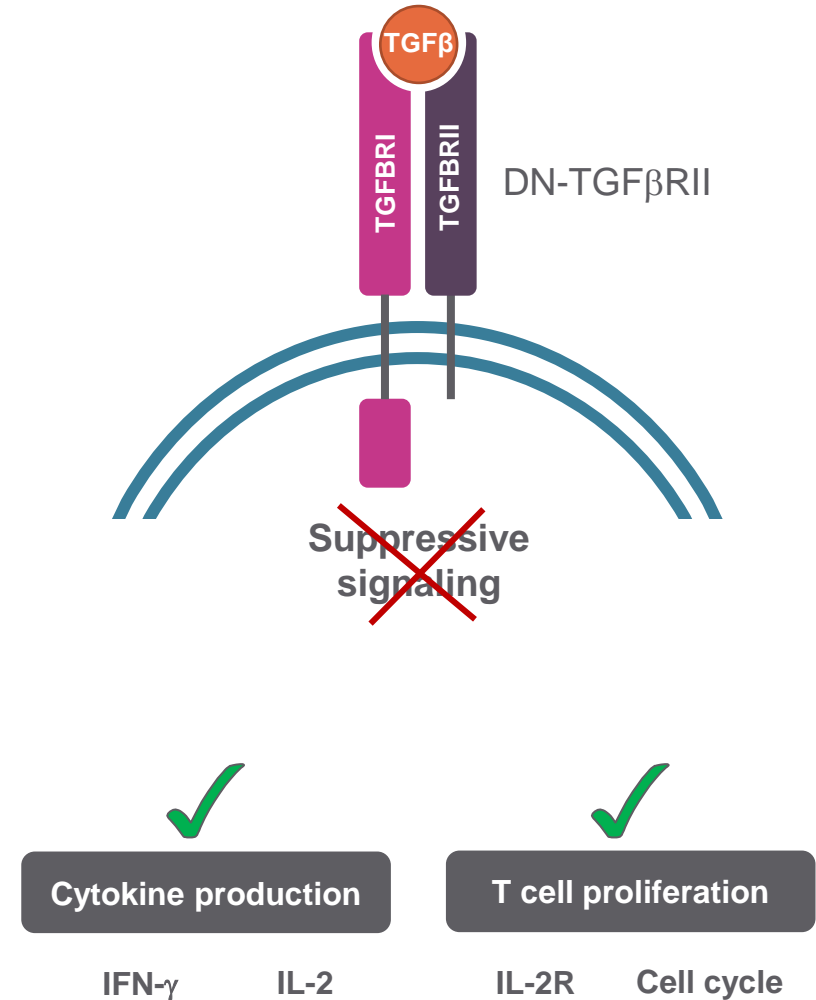 TGFβ
TGFBRI
TGFBRII
DN-TGFβRII
Suppressive
signaling
Cytokine production
T cell proliferation
IFN-γ
IL-2
IL-2R
Cell cycle